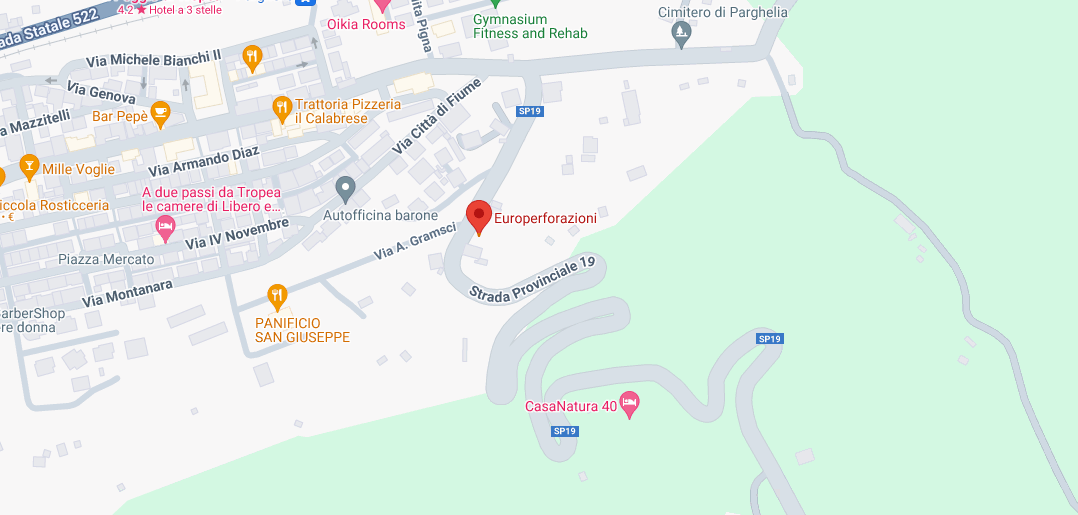 4.2 ★ Hotel a 3 stelle
Statale 522
Oikia Rooms
Pigna
Gymnasium
Fitness and Rehab
Cimitero di Parghelia
Via Michele Bianchi II
Via Genova
Mazzitelli
Bar Pepè
Trattoria Pizzeria
il Calabrese
Via Città di Fiume
SP19
Via Armando Diaz
Mille Voglie
Rosticceria
• €
A due passi da Tropea
le camere di Libero e...
Autofficina barone
Europerforazioni
Via IV Novembre
Via A. Gramsci
Piazza Mercato
Via Montanara
Strada Provinciale 19
PANIFICIO
SAN GIUSEPPE
BarberShop
donna
SP19
CasaNatura 40
SP19